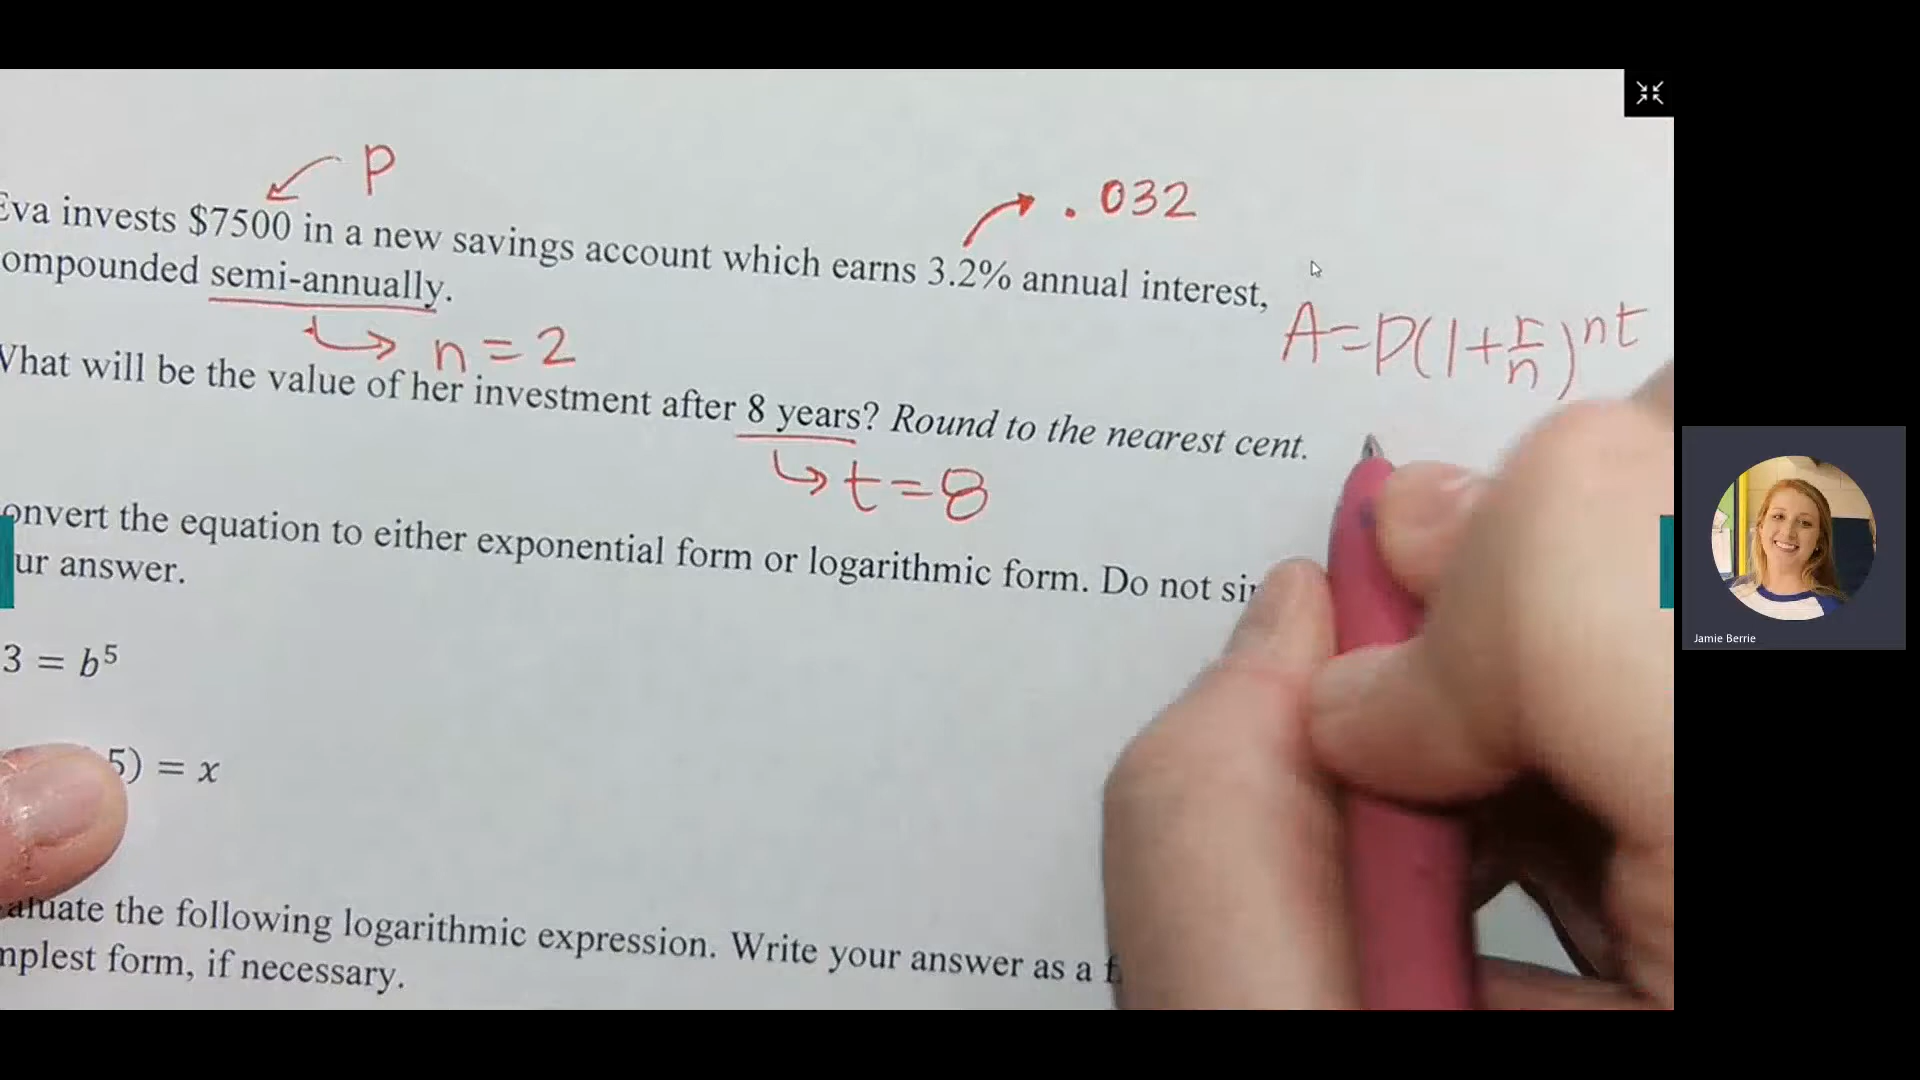 P
.032
Eva invests $7500 in a new savings account which earns 3.2% annual interest,
ompounded semi-annually.
A=P(1+r/n)^nt
n=2
What will be the value of her investment after 8 years? Round to the nearest cent.
t=8
onvert the equation to either exponential form or logarithmic form. Do not
ur answer.
3 = b⁵
5) = x
aluate the following logarithmic expression. Write your answer as a
mplest form, if necessary.
Jamie Berrie